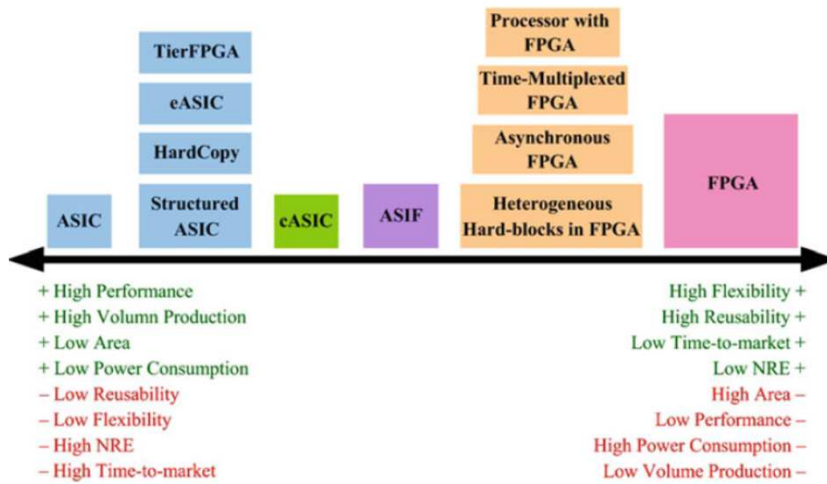 TierFPGA
eASIC
HardCopy
Structured
ASIC
ASIC
cASIC
ASIF
Processor with
FPGA
Time-Multiplexed
FPGA
Asynchronous
FPGA
Heterogeneous
Hard-blocks in FPGA
FPGA
+ High Performance
+ High Volumn Production
+ Low Area
+ Low Power Consumption
– Low Reusability
– Low Flexibility
– High NRE
– High Time-to-market
High Flexibility +
High Reusability +
Low Time-to-market +
Low NRE +
High Area –
Low Performance –
High Power Consumption –
Low Volume Production –